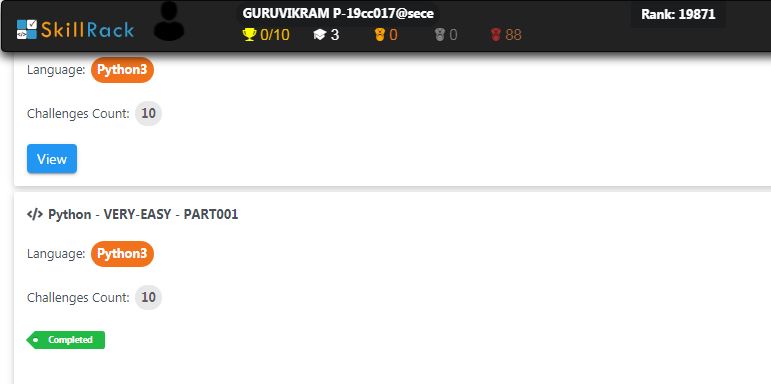 SkillRack
GURUVIKRAM P-19cc017@sece
Rank: 19871
0/10 3 0 0 88
Language: Python3
Challenges Count: 10
View
</> Python - VERY-EASY - PART001
Language: Python3
Challenges Count: 10
Completed